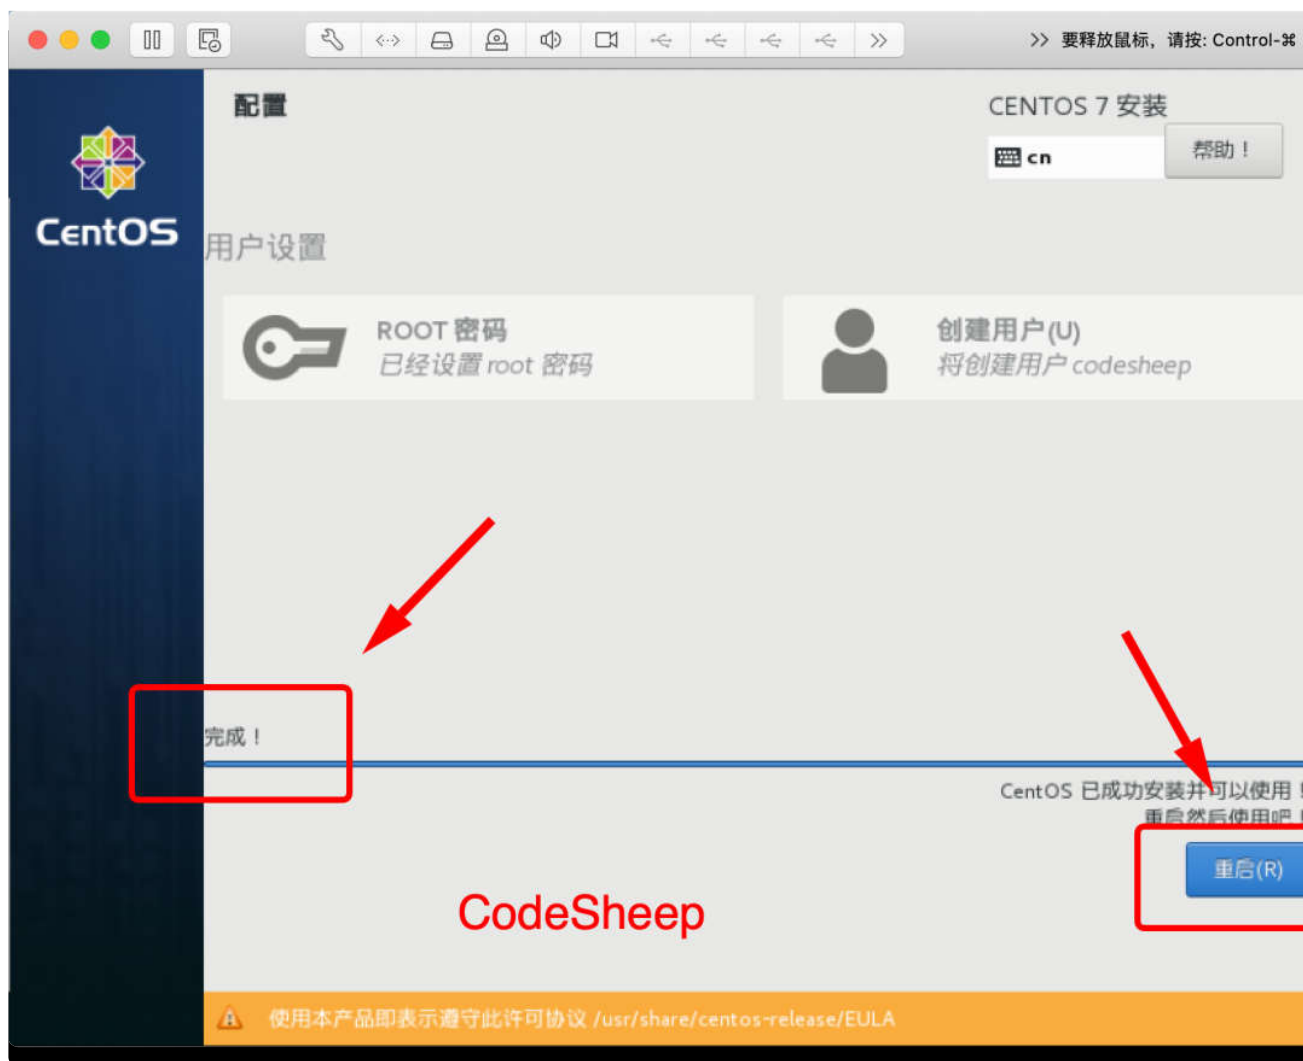 >> 要释放鼠标，请按: Control-⌘
配置
CENTOS 7 安装
cn
帮助！
CentOS
用户设置
ROOT 密码
已经设置 root 密码
创建用户(U)
将创建用户 codesheep
完成！
CentOS 已成功安装并可以使用！
重启然后使用吧！
重启(R)
CodeSheep
使用本产品即表示遵守此许可协议 /usr/share/centos-release/EULA